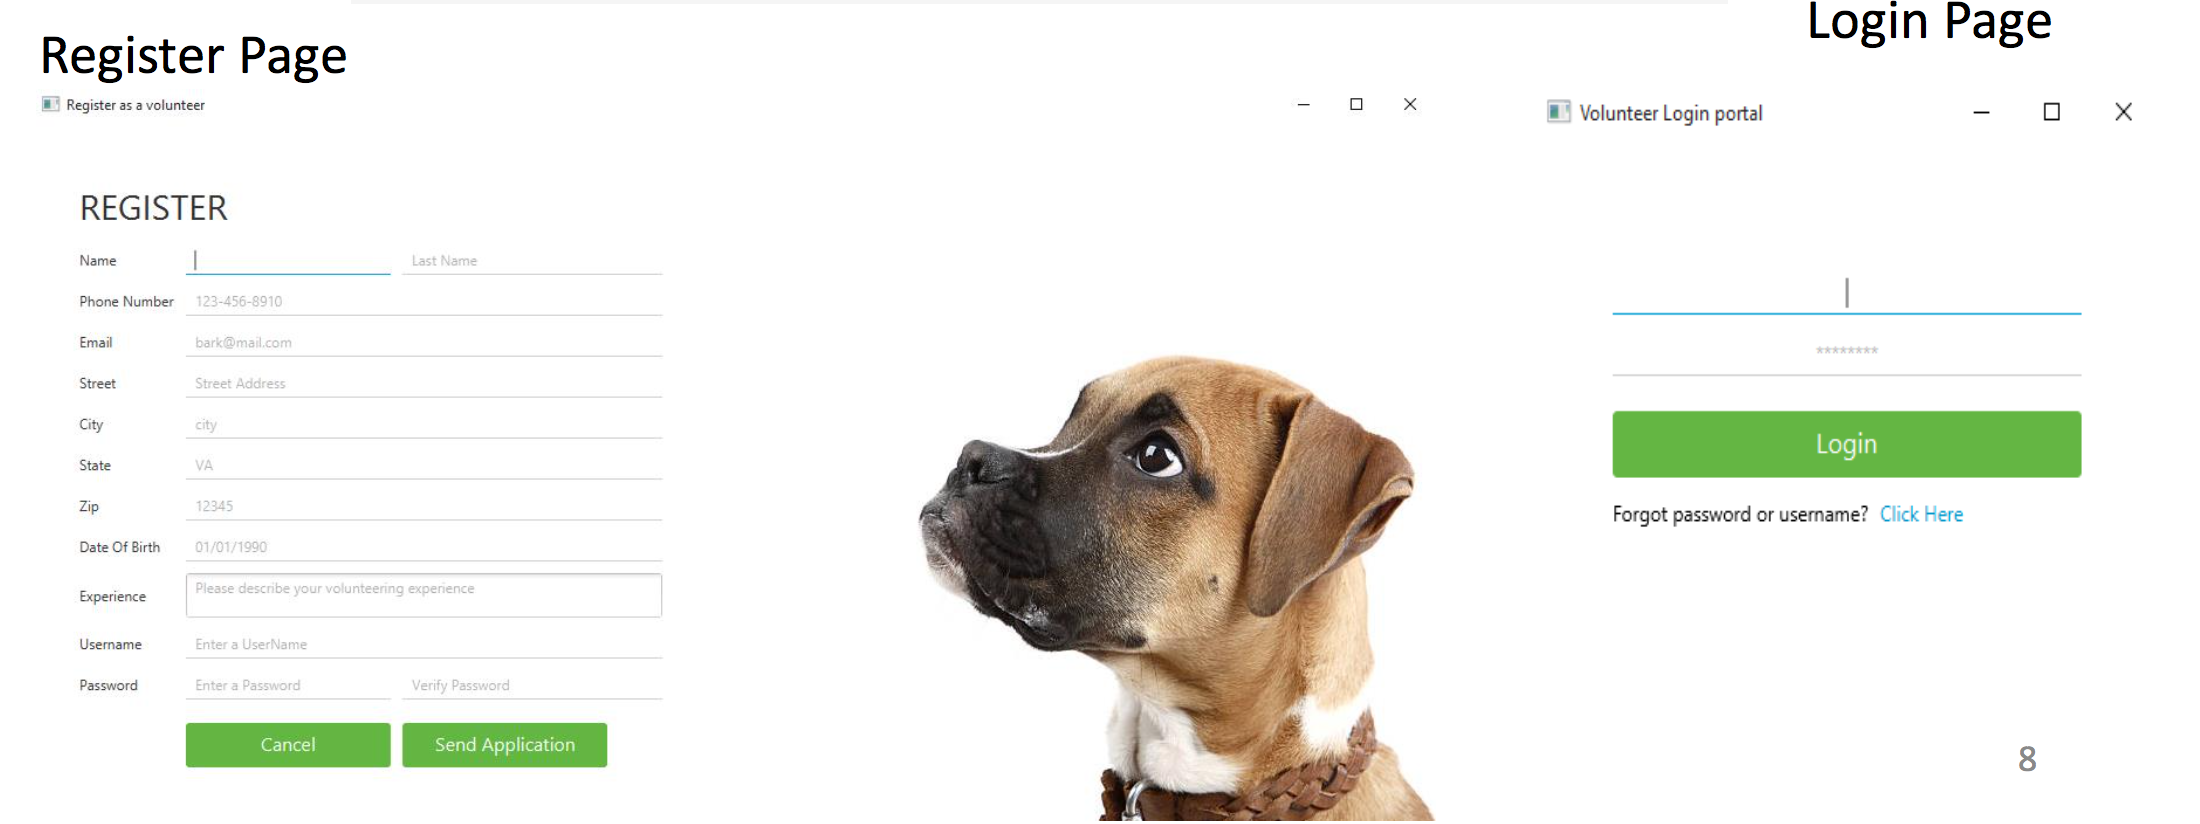 Register Page
Register as a volunteer
REGISTER
Name Last Name
Phone Number 123-456-8910
Email bark@mail.com
Street Street Address
City city
State VA
Zip 12345
Date Of Birth 01/01/1990
Experience Please describe your volunteering experience
Username Enter a UserName
Password Enter a Password Verify Password
Cancel Send Application
Login Page
Volunteer Login portal
********
Login
Forgot password or username? Click Here
8